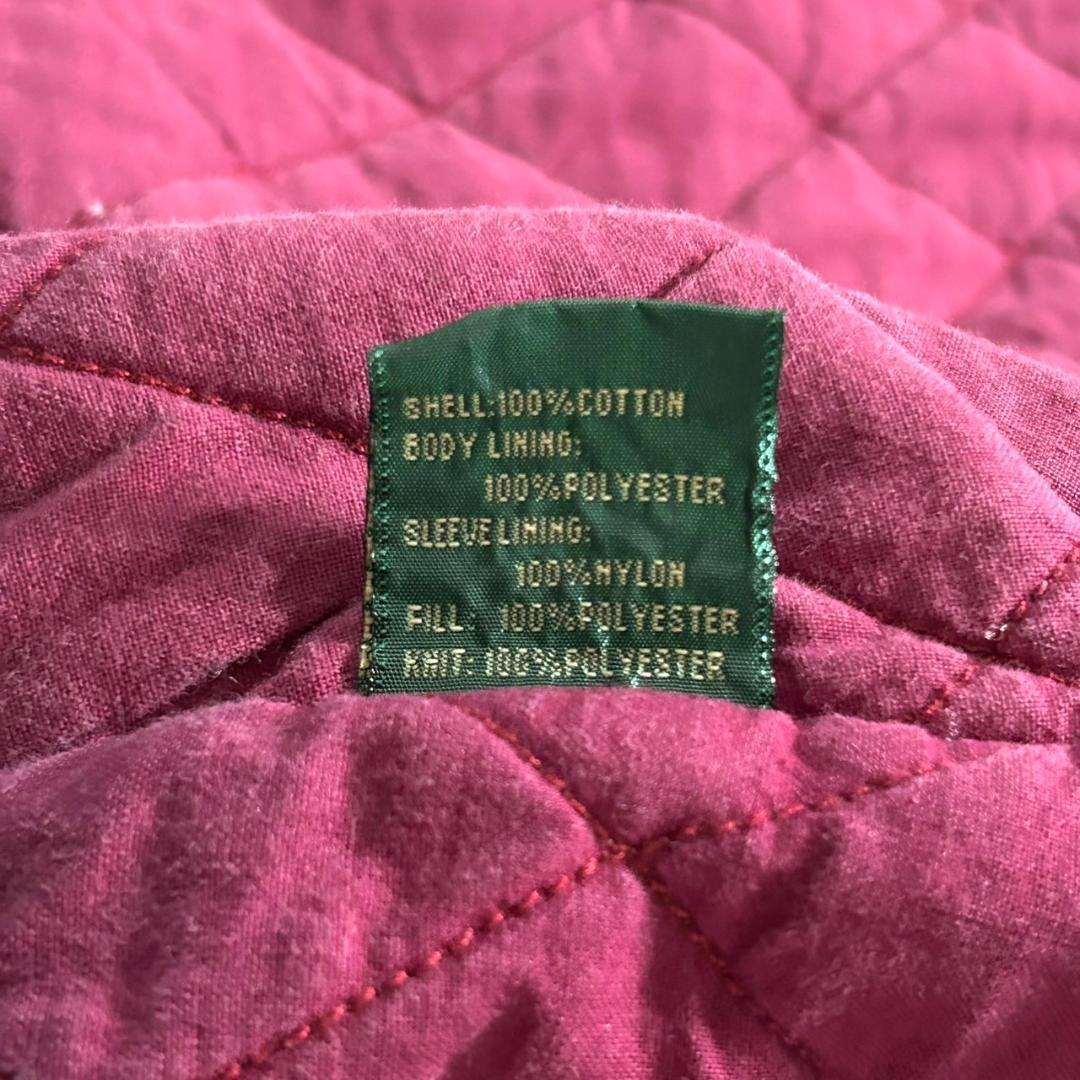 SHELL:100%COTTON
BODY LINING:
100%POLYESTER
SLEEVE LINING:
100%NYLON
FILL: 100%POLYESTER
KNIT: 100%POLYESTER